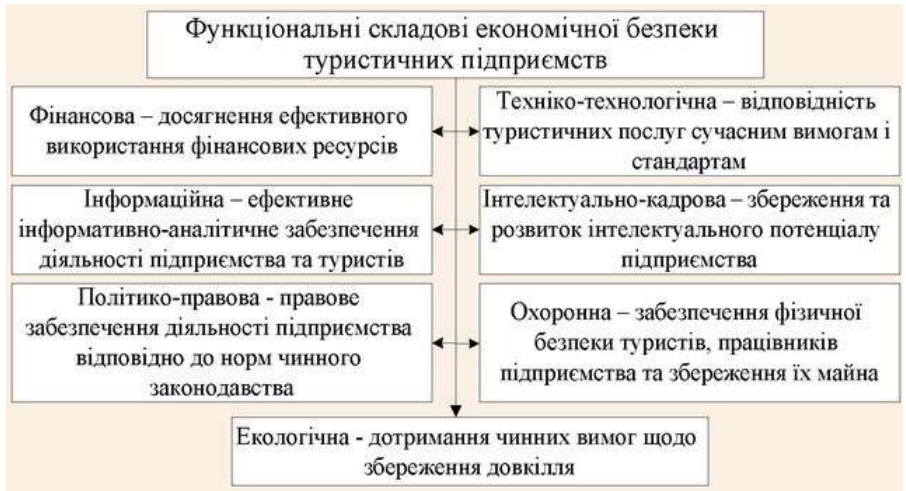 Функціональні складові економічної безпеки
туристичних підприємств
Фінансова – досягнення ефективного
використання фінансових ресурсів
Техніко-технологічна – відповідність
туристичних послуг сучасним вимогам і
стандартам
Інформаційна – ефективне
інформативно-аналітичне забезпечення
діяльності підприємства та туристів
Інтелектуально-кадрова – збереження та
розвиток інтелектуального потенціалу
підприємства
Політико-правова - правове
забезпечення діяльності підприємства
відповідно до норм чинного
законодавства
Охоронна – забезпечення фізичної
безпеки туристів, працівників
підприємства та збереження їх майна
Екологічна - дотримання чинних вимог щодо
збереження довкілля